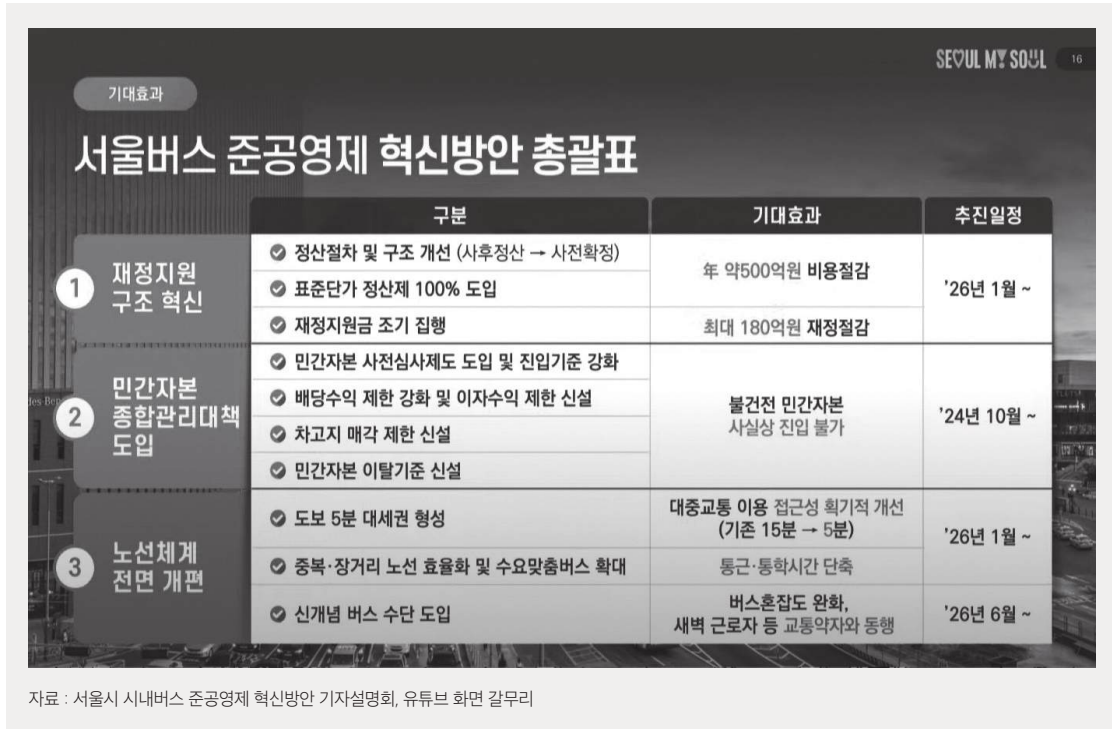 SEOUL MY SOUL
16
기대효과
서울버스 준공영제 혁신방안 총괄표
구분
기대효과
추진일정
1
재정지원
구조 혁신
정산절차 및 구조 개선 (사후정산 → 사전확정)
표준단가 정산제 100% 도입
재정지원금 조기 집행
年 약500억원 비용절감
최대 180억원 재정절감
’26년 1월 ~
2
민간자본
종합관리대책
도입
민간자본 사전심사제도 도입 및 진입기준 강화
배당수익 제한 강화 및 이자수익 제한 신설
차고지 매각 제한 신설
민간자본 이탈기준 신설
불건전 민간자본
사실상 진입 불가
’24년 10월 ~
3
노선체계
전면 개편
도보 5분 대세권 형성
중복·장거리 노선 효율화 및 수요맞춤버스 확대
신개념 버스 수단 도입
대중교통 이용 접근성 획기적 개선
(기존 15분 → 5분)
통근·통학시간 단축
버스혼잡도 완화,
새벽 근로자 등 교통약자와 동행
’26년 1월 ~
’26년 6월 ~
자료 : 서울시 시내버스 준공영제 혁신방안 기자설명회, 유튜브 화면 갈무리